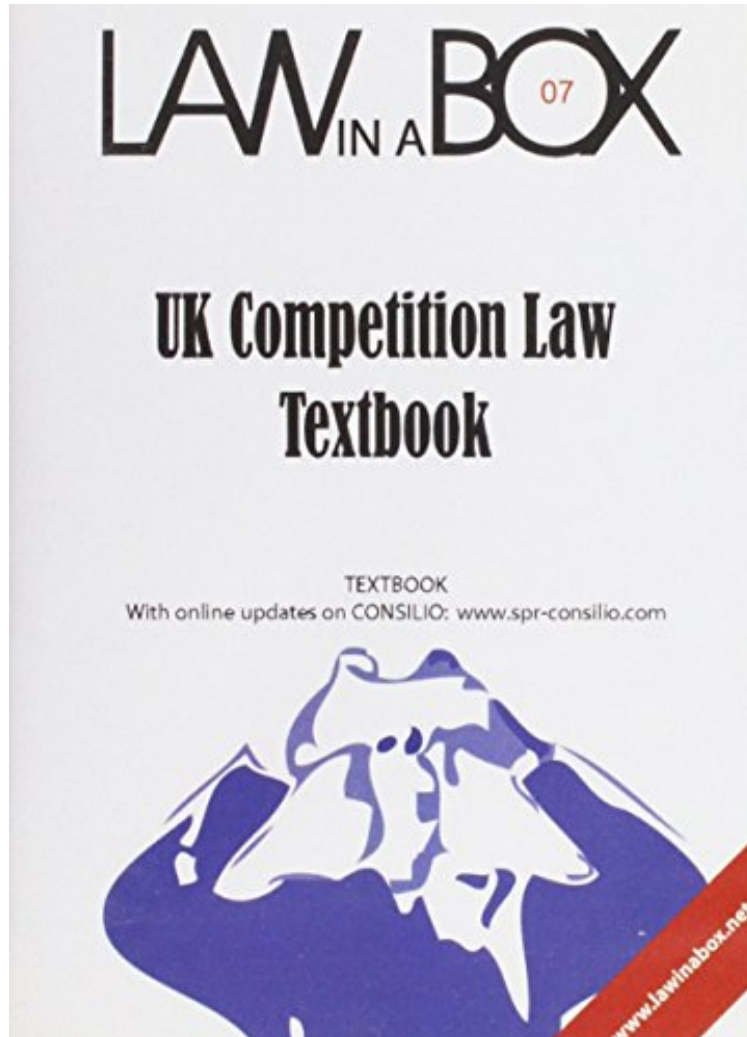 LAW IN A BOX 07
UK Competition Law
Textbook
TEXTBOOK
With online updates on CONSILIO: www.spr-consilio.com
www.lawinabox.net